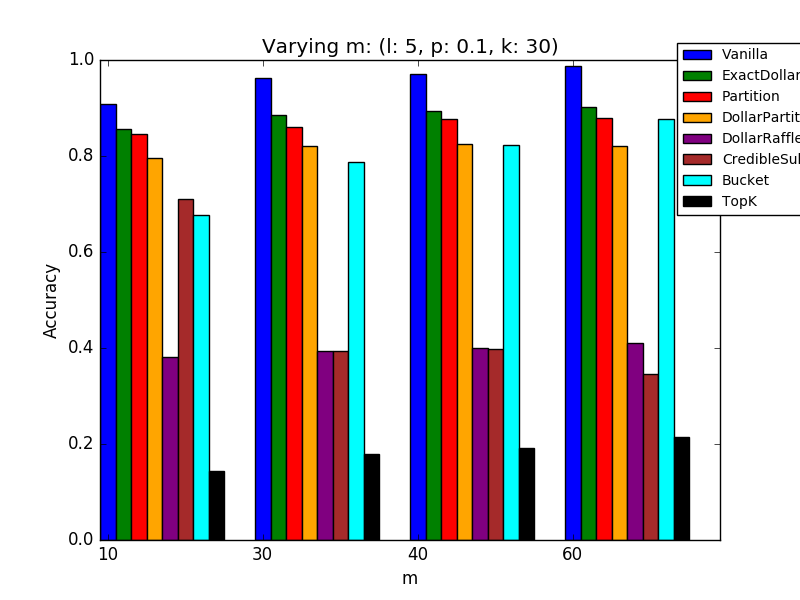 Varying m: (l: 5, p: 0.1, k: 30)
1.0
0.8
0.6
0.4
0.2
0.0
Accuracy
10 30 40 60
m
Vanilla
ExactDollar
Partition
DollarPartit
DollarRaffle
CredibleSu
Bucket
TopK